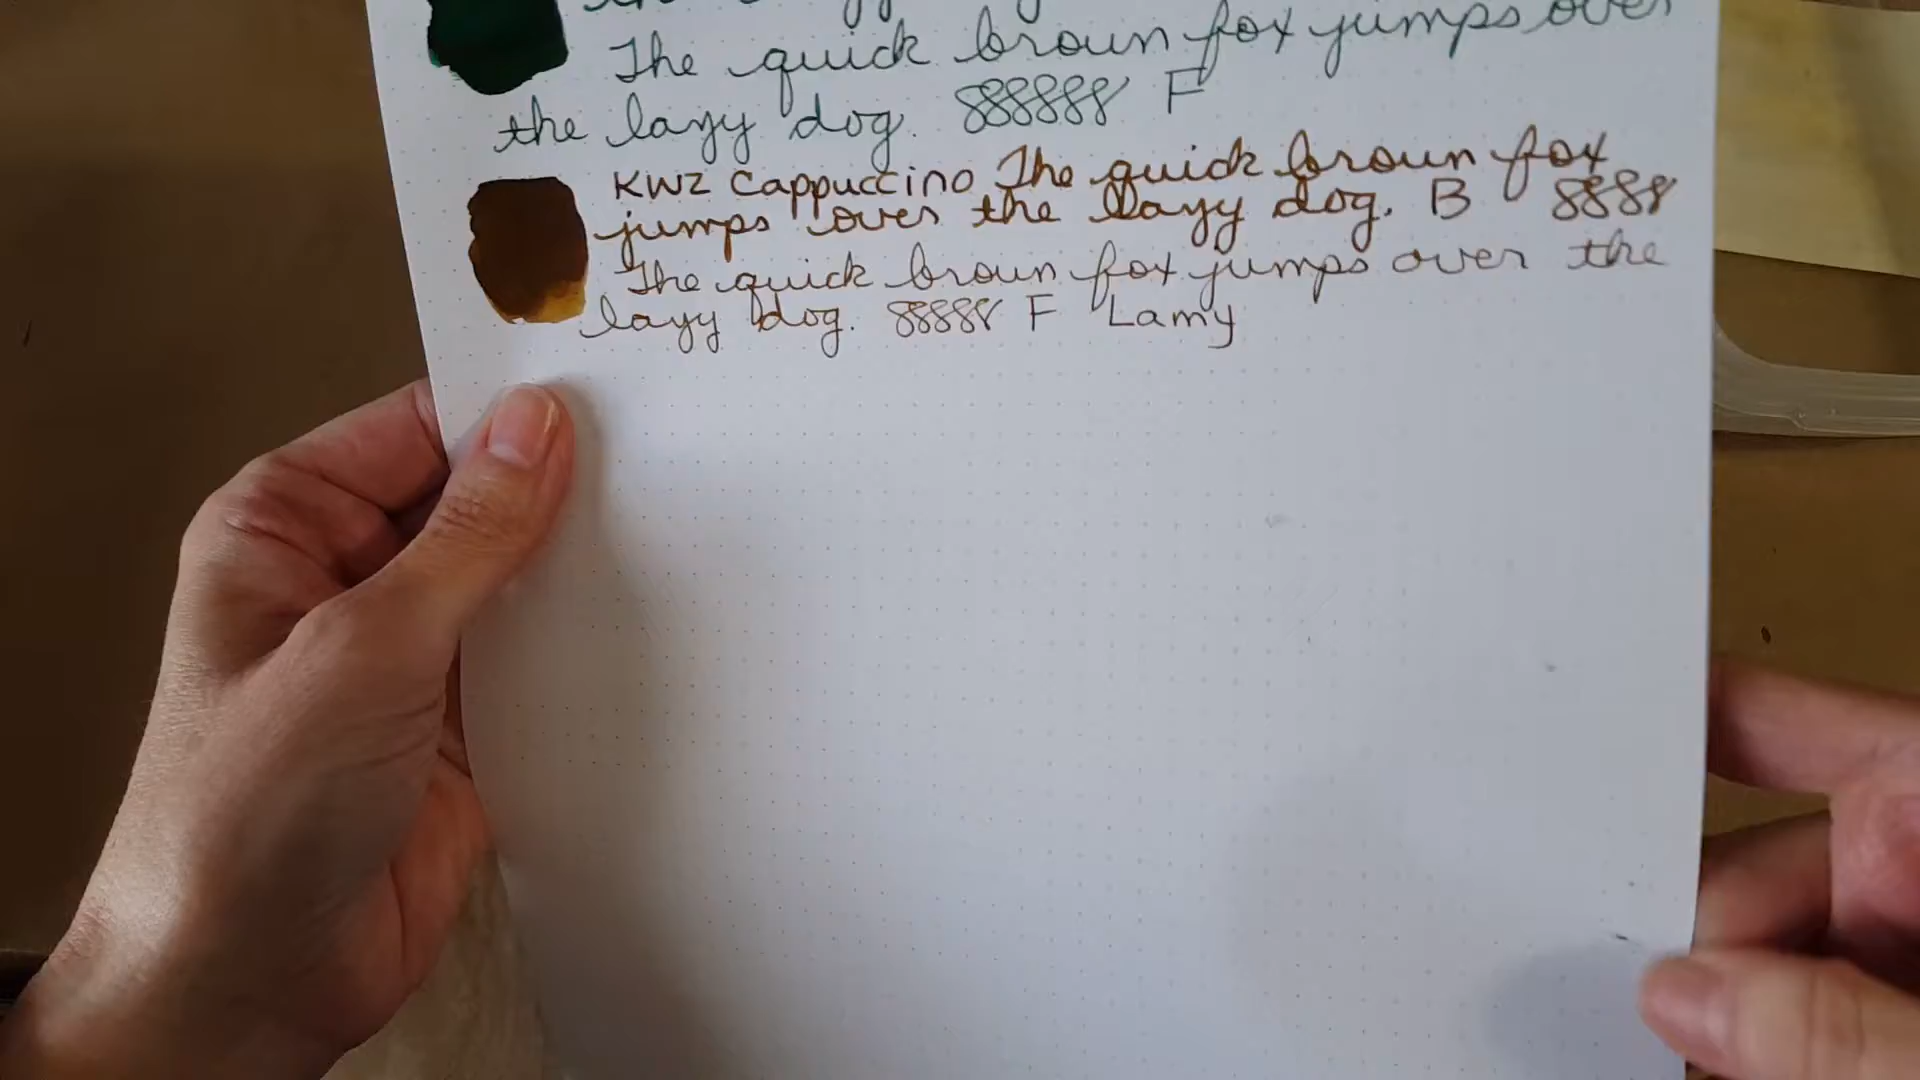 The quick broun fox jumps over
the lazy dog. 888888 F
KWZ Cappuccino The quick broun fox
jumps over the lazy dog. B 8888
The quick broun fox jumps over the
lazy dog. 88888 F Lamy